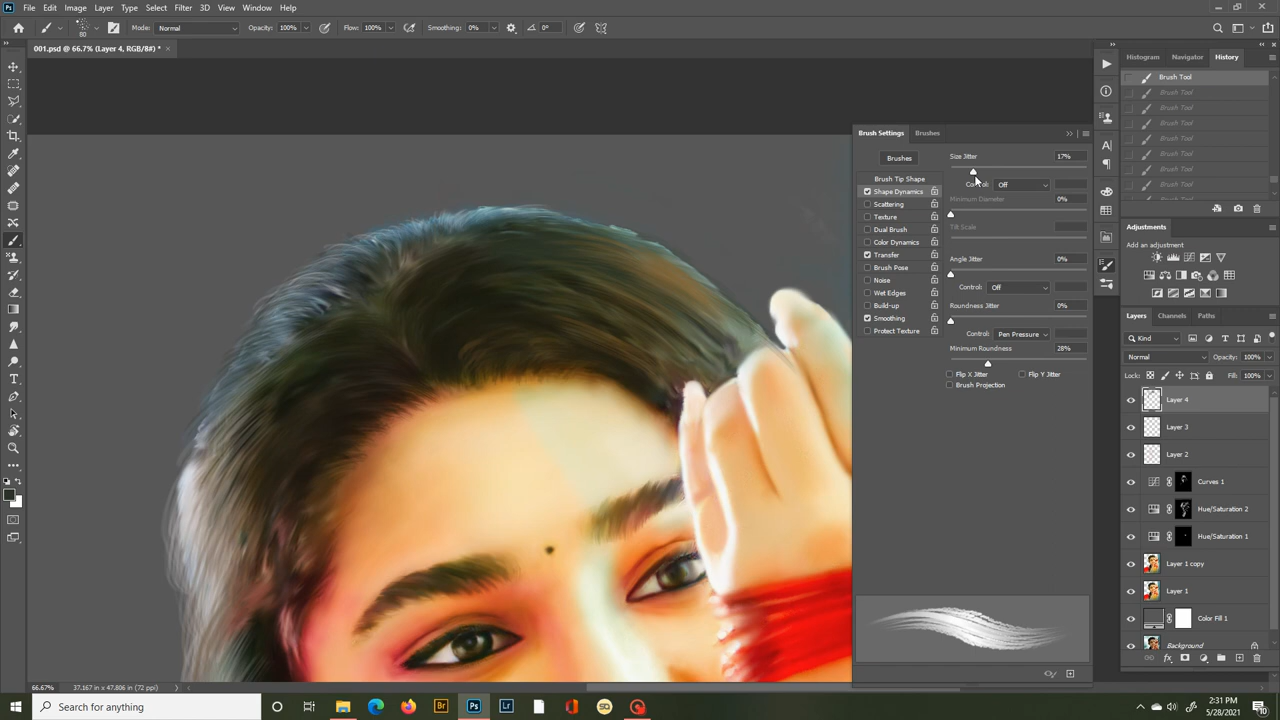 File Edit Image Layer Type Select Filter 3D View Window Help
80 Mode: Normal Opacity: 100% Flow: 100% Smoothing: 0% 0°
001.psd @ 66.7% (Layer 4, RGB/8#) *
Histogram Navigator History
Brush Tool
Brush Tool
Brush Tool
Brush Tool
Brush Tool
Brush Tool
Brush Tool
Brush Tool
Brush Settings Brushes
Brushes
Brush Tip Shape
Shape Dynamics
Scattering
Texture
Dual Brush
Color Dynamics
Transfer
Brush Pose
Noise
Wet Edges
Build-up
Smoothing
Protect Texture
Size Jitter 17%
Control: Off
Minimum Diameter 0%
Tilt Scale
Angle Jitter 0%
Control: Off
Roundness Jitter 0%
Control: Pen Pressure
Minimum Roundness 28%
Flip X Jitter Flip Y Jitter
Brush Projection
Adjustments
Add an adjustment
Layers Channels Paths
Kind
Normal Opacity: 100%
Lock: Fill: 100%
Layer 4
Layer 3
Layer 2
Curves 1
Hue/Saturation 2
Hue/Saturation 1
Layer 1 copy
Layer 1
Color Fill 1
Background
66.67% 37.167 in x 47.806 in (72 ppi)
Search for anything
2:31 PM
5/28/2021